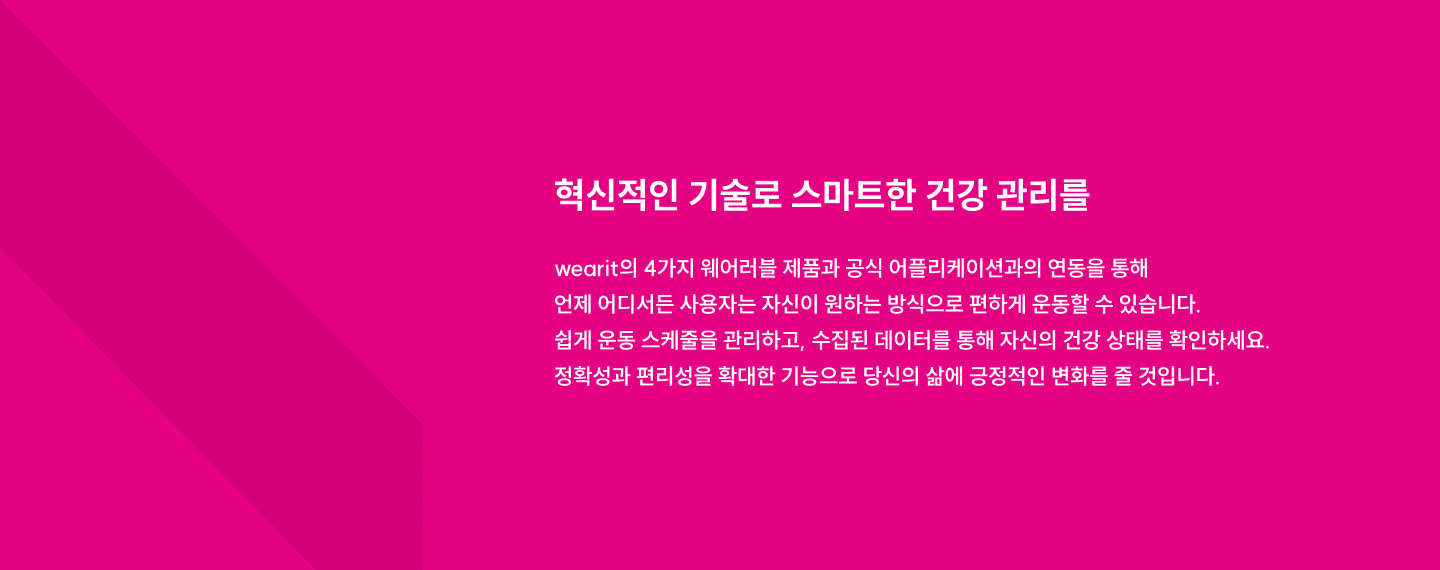 혁신적인 기술로 스마트한 건강 관리를
wearit의 4가지 웨어러블 제품과 공식 어플리케이션과의 연동을 통해
언제 어디서든 사용자는 자신이 원하는 방식으로 편하게 운동할 수 있습니다.
쉽게 운동 스케줄을 관리하고, 수집된 데이터를 통해 자신의 건강 상태를 확인하세요.
정확성과 편리성을 확대한 기능으로 당신의 삶에 긍정적인 변화를 줄 것입니다.